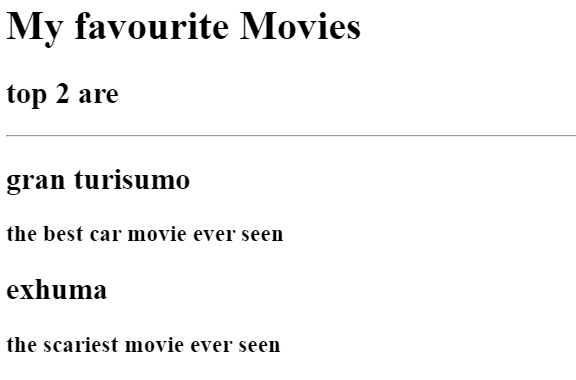 My favourite Movies
top 2 are
gran turisumo
the best car movie ever seen
exhuma
the scariest movie ever seen